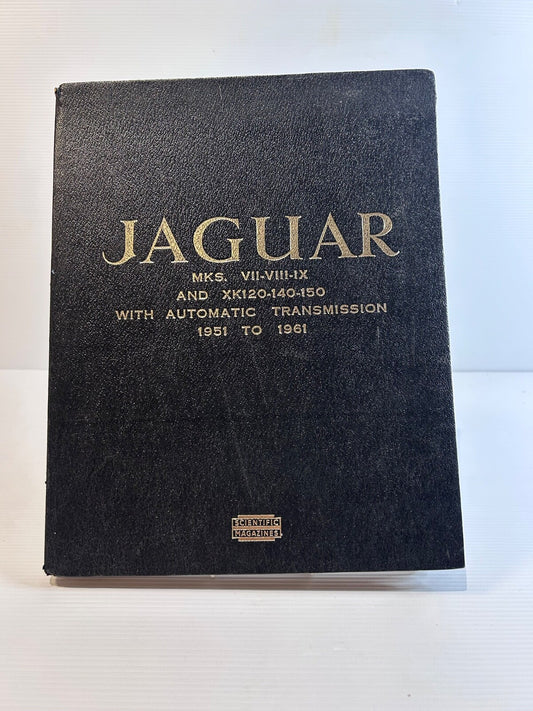 JAGUAR
MKS. VII-VIII-IX
AND XK120-140-150
WITH AUTOMATIC TRANSMISSION
1951 TO 1961
SCIENTIFIC
MAGAZINES